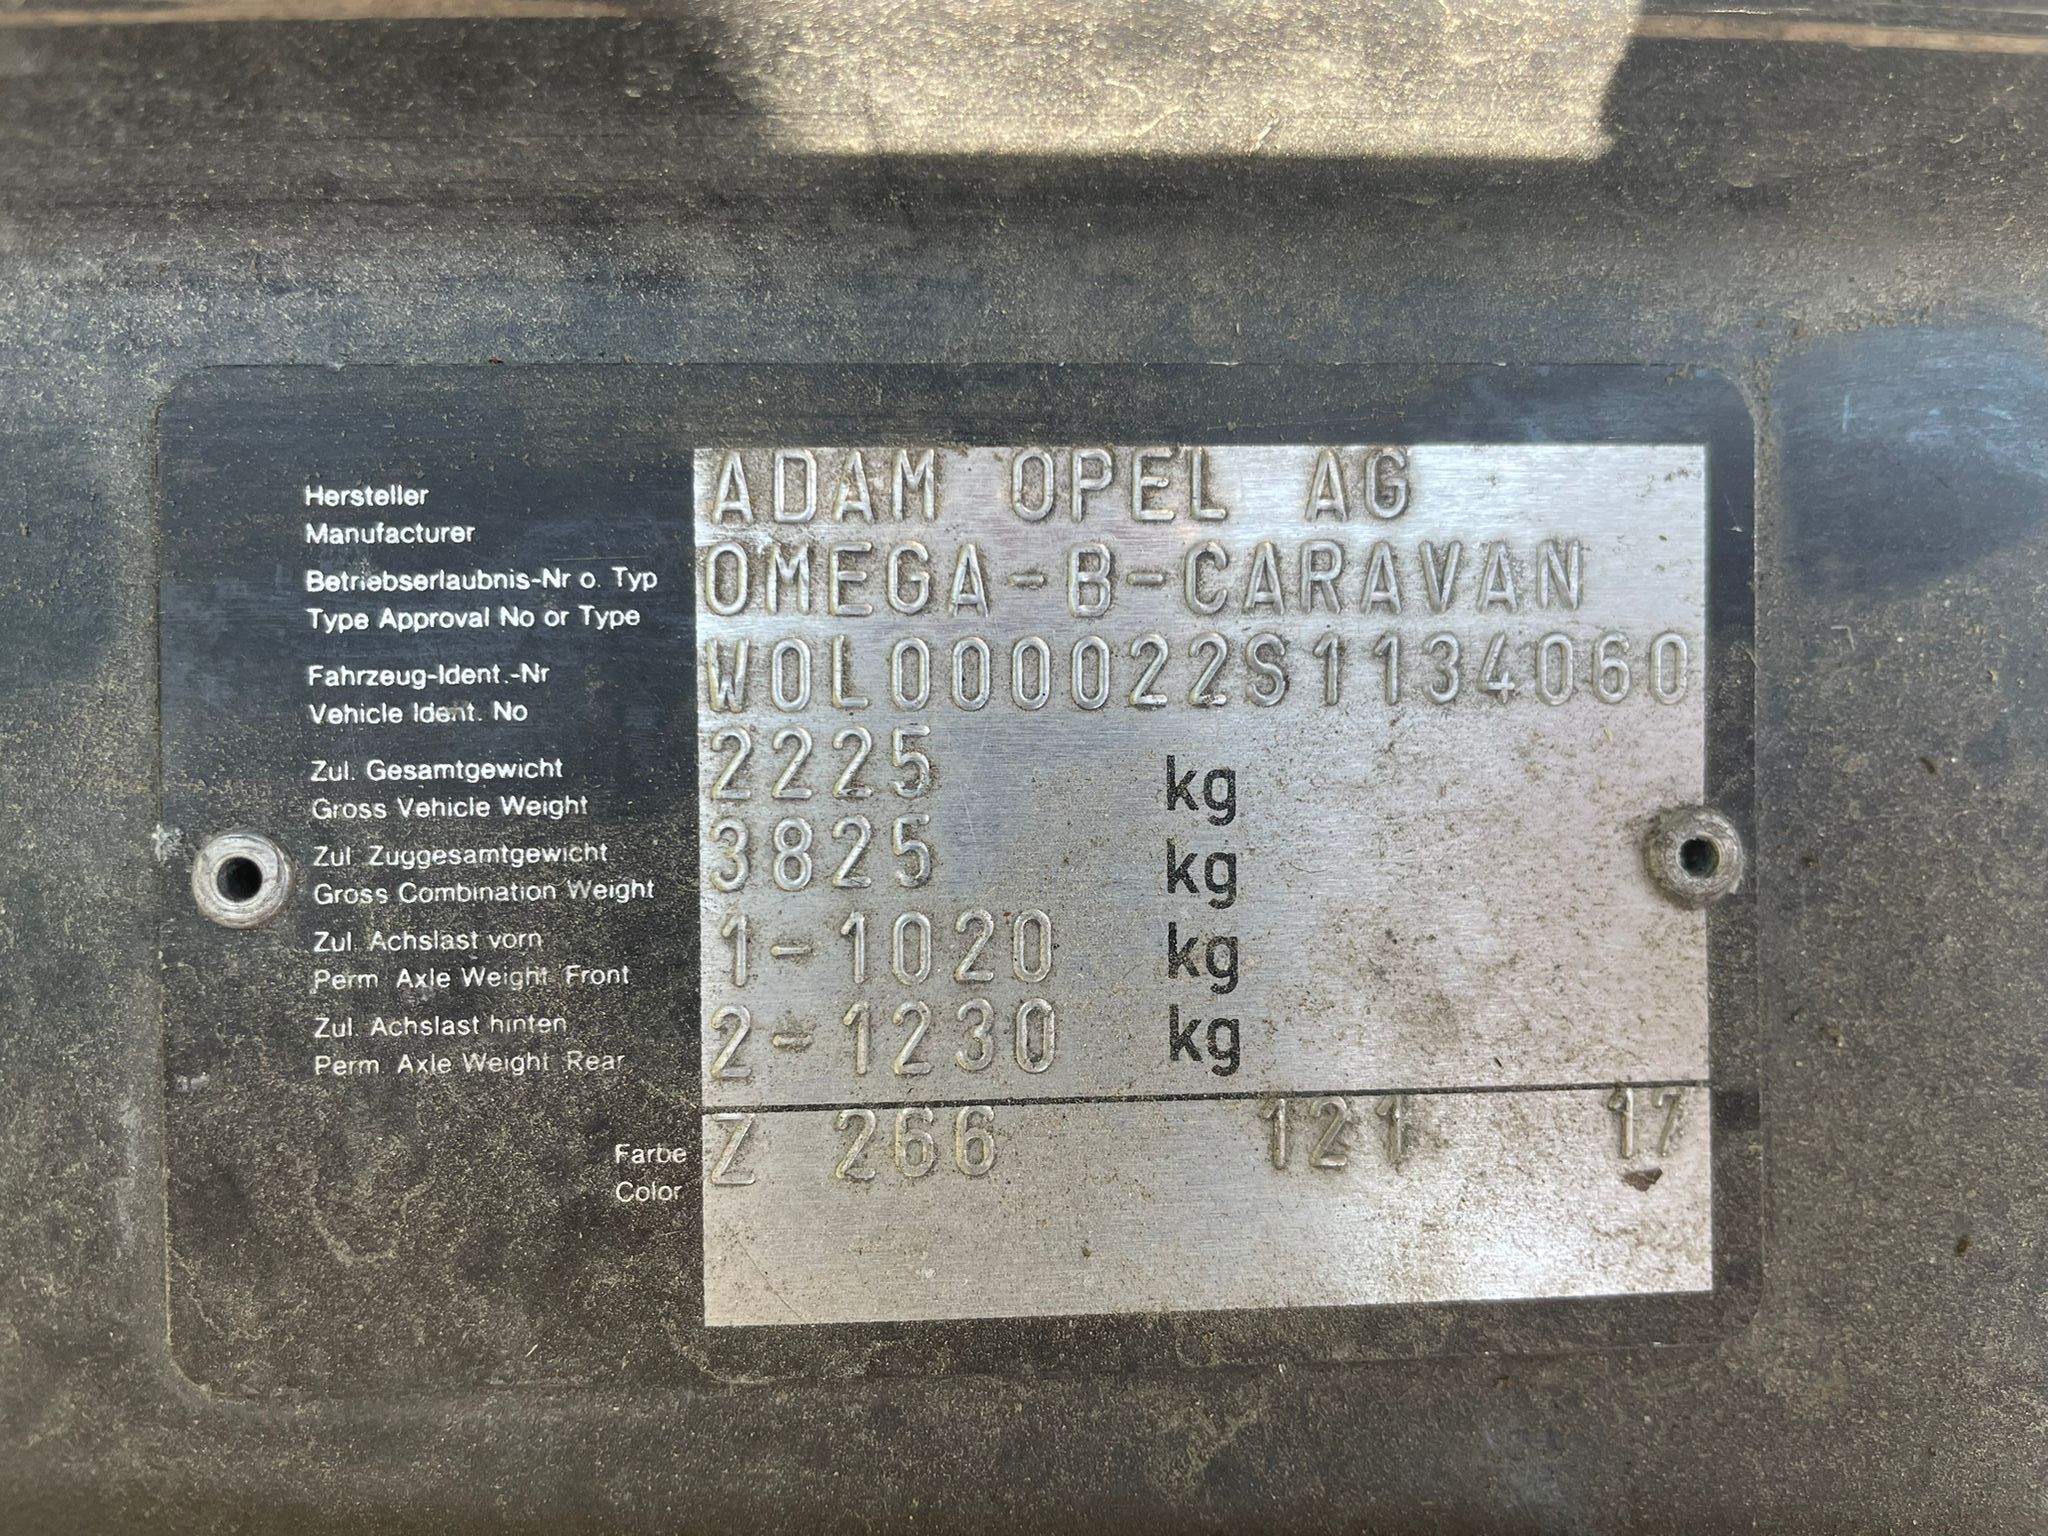 Hersteller
Manufacturer
ADAM OPEL AG
Betriebserlaubnis-Nr o. Typ
Type Approval No or Type
OMEGA-B-CARAVAN
Fahrzeug-Ident.-Nr
Vehicle Ident. No
W0L000022S1134060
Zul. Gesamtgewicht
Gross Vehicle Weight
2225 kg
Zul Zuggesamtgewicht
Gross Combination Weight
3825 kg
Zul Achslast vorn
Perm Axle Weight Front
1-1020 kg
Zul Achslast hinten
Perm Axle Weight Rear
2-1230 kg
Farbe
Color
Z 266 121 17